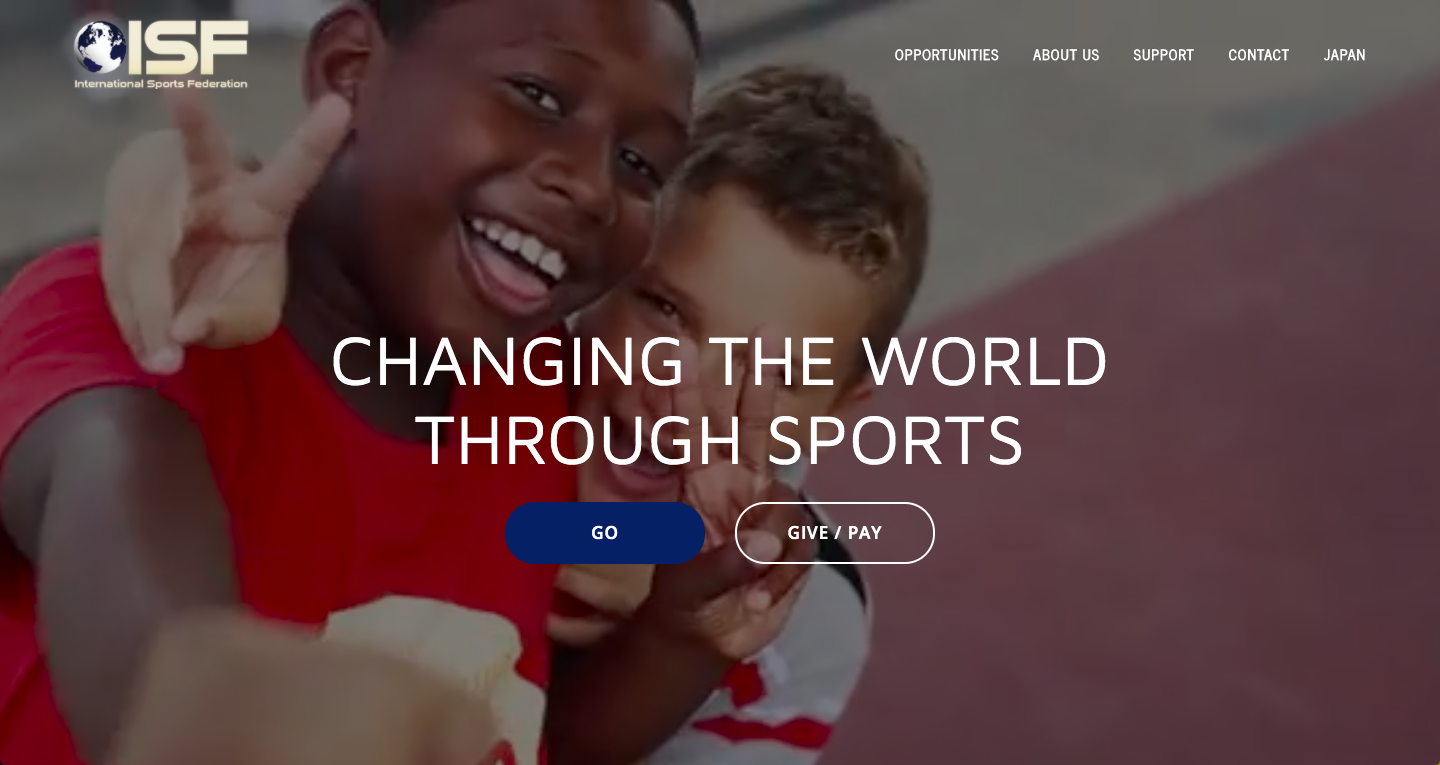 ISF
International Sports Federation
OPPORTUNITIES ABOUT US SUPPORT CONTACT JAPAN
CHANGING THE WORLD
THROUGH SPORTS
GO GIVE / PAY